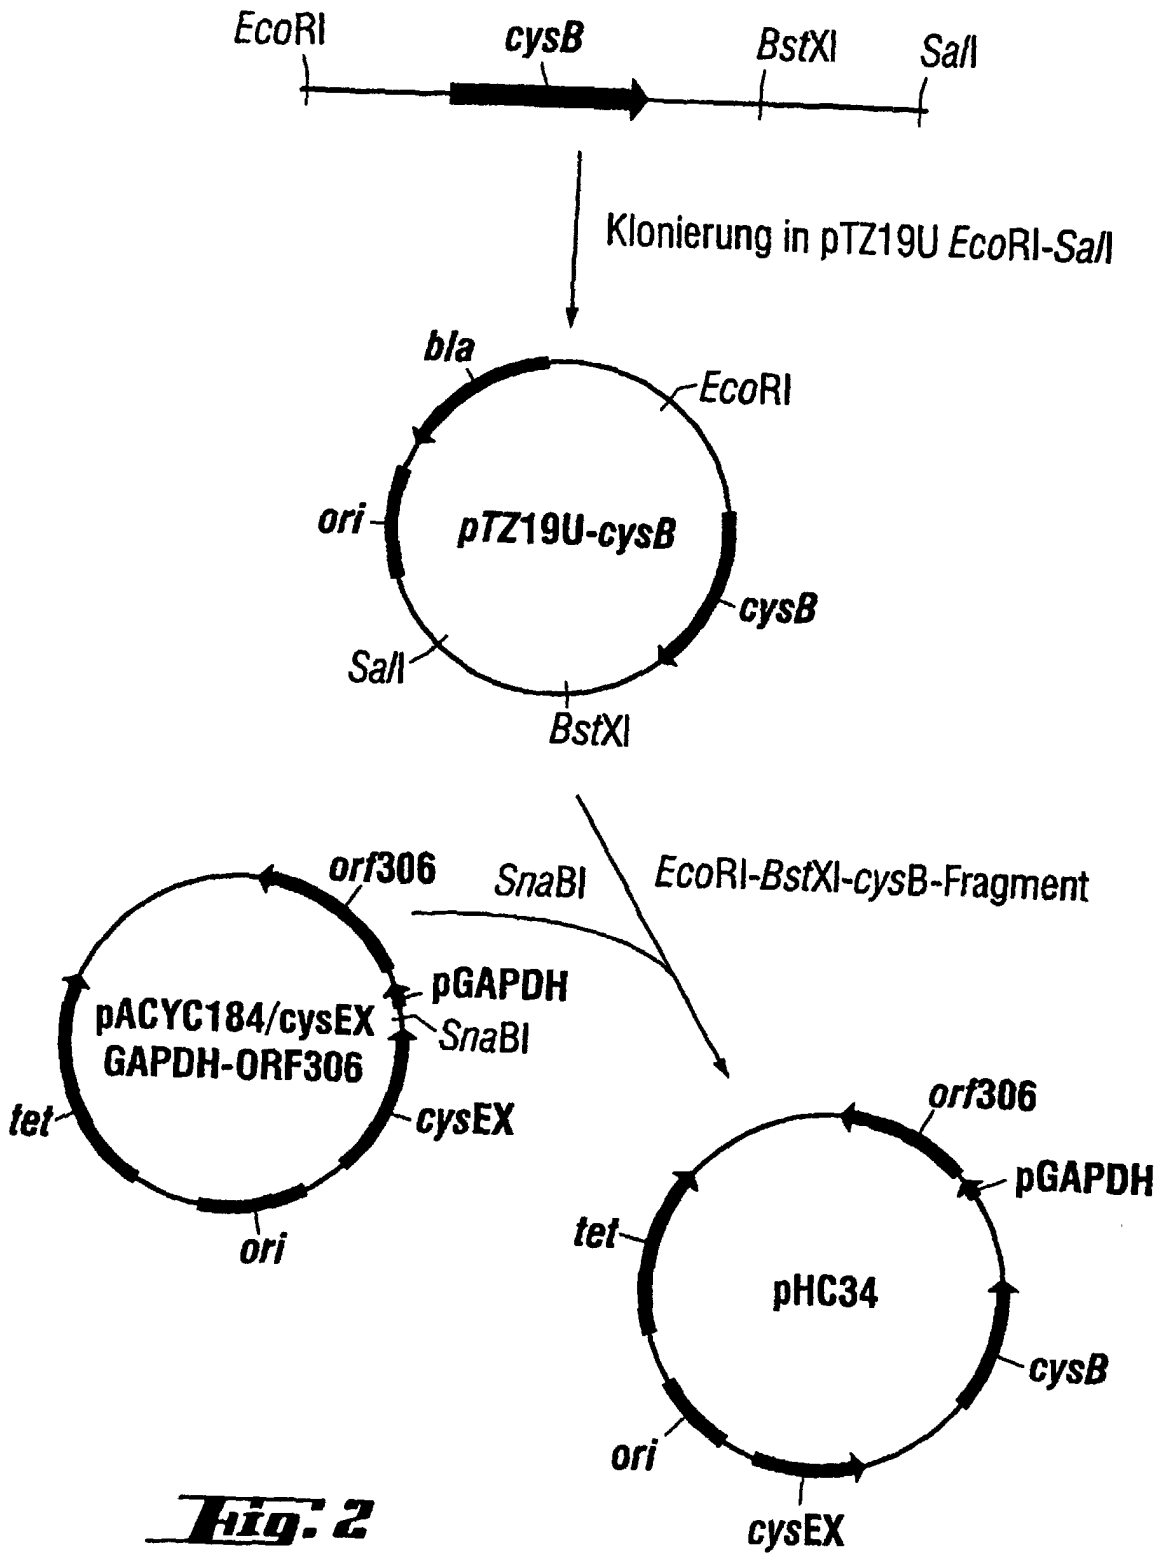 EcoRI
cysB
BstXI
SalI
Klonierung in pTZ19U EcoRI-SalI
bla
EcoRI
ori
pTZ19U-cysB
cysB
SalI
BstXI
orf306
SnaBI
EcoRI-BstXI-cysB-Fragment
pGAPDH
pACYC184/cysEX
GAPDH-ORF306
SnaBI
tet
cysEX
ori
orf306
pGAPDH
tet
pHC34
cysB
ori
cysEX
Fig. 2